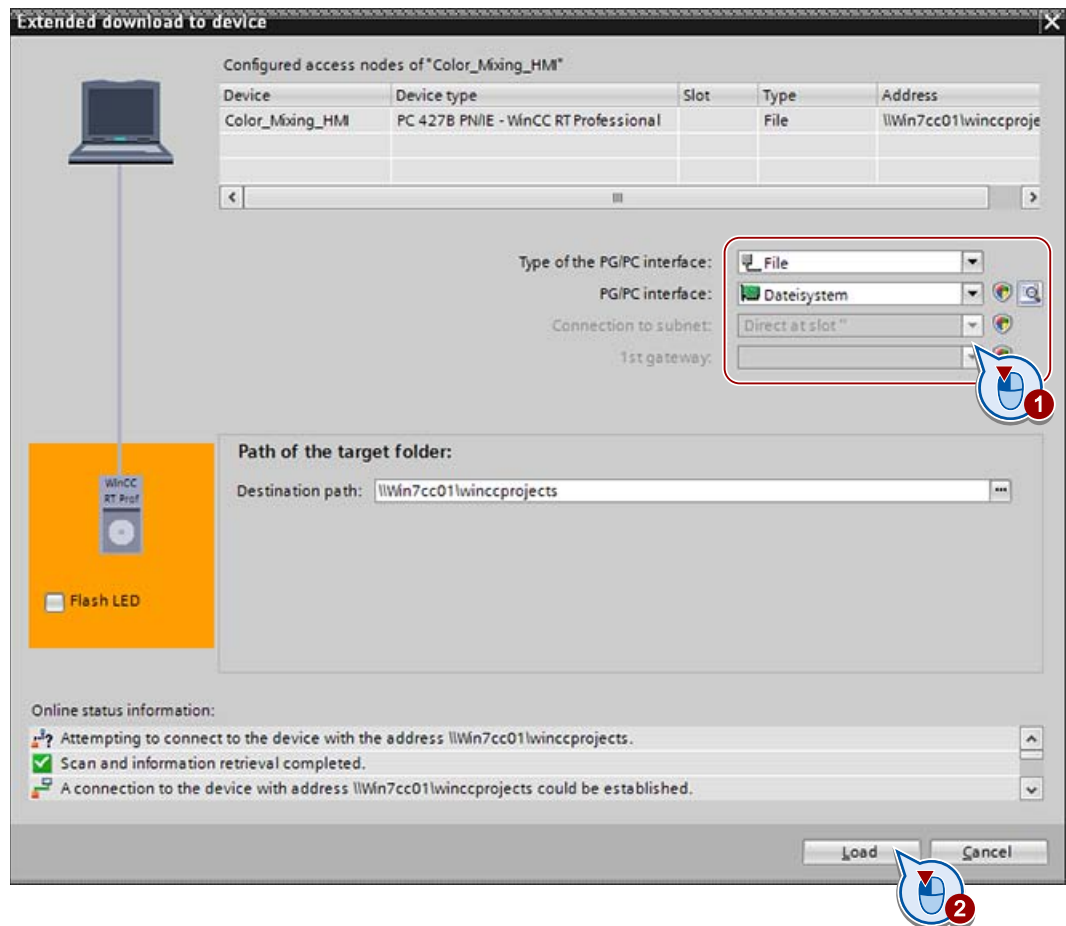 Extended download to device
Configured access nodes of "Color_Mixing_HMI"
Device Device type Slot Type Address
Color_Mixing_HMI PC 427B PN/IE - WinCC RT Professional File \\Win7cc01\winccproje
Type of the PG/PC interface: File
PG/PC interface: Dateisystem
Connection to subnet: Direct at slot ''
1st gateway:
1
Path of the target folder:
Destination path: \\Win7cc01\winccprojects ...
WinCC
RT Prof
Flash LED
Online status information:
Attempting to connect to the device with the address \\Win7cc01\winccprojects.
Scan and information retrieval completed.
A connection to the device with address \\Win7cc01\winccprojects could be established.
Load Cancel
2